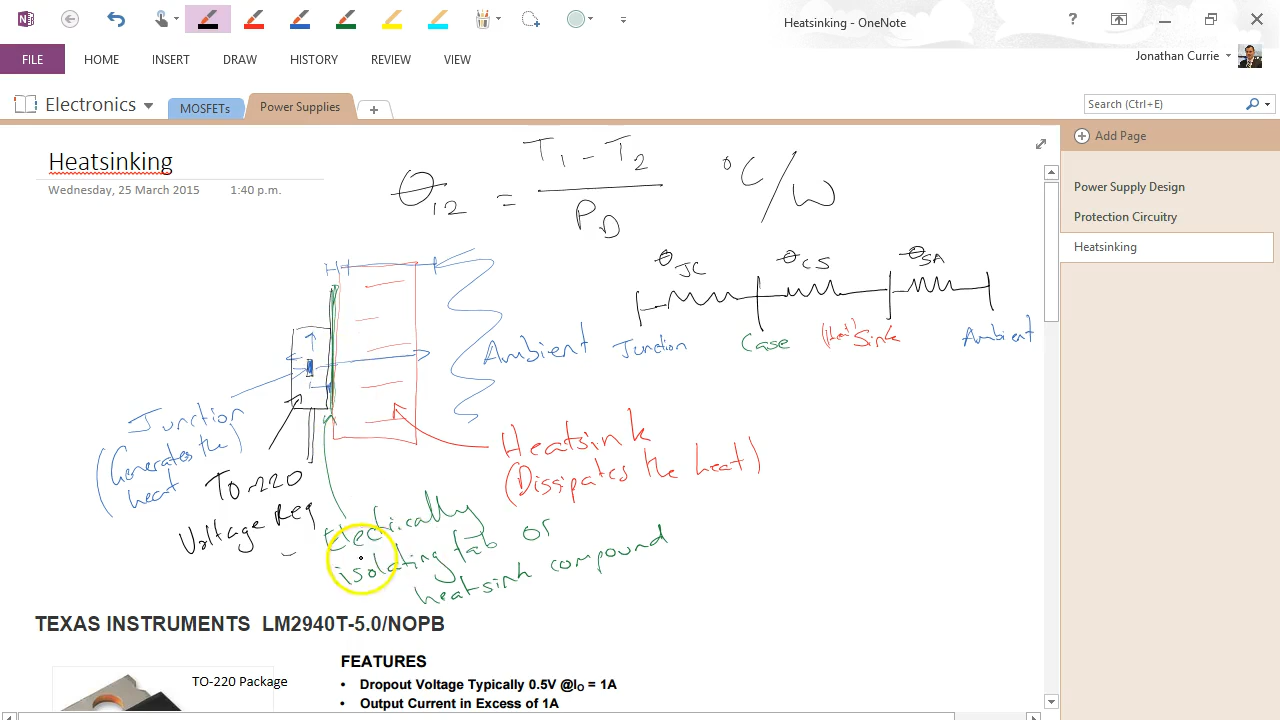 Heatsinking - OneNote
Jonathan Currie
FILE HOME INSERT DRAW HISTORY REVIEW VIEW
Electronics MOSFETs Power Supplies
Search (Ctrl+E)
Add Page
Power Supply Design
Protection Circuitry
Heatsinking
Heatsinking
Wednesday, 25 March 2015 1:40 p.m.
θ12 = T1 - T2 / PD °C/W
θJC θCS θSA
Junction Case (Heat) Sink Ambient
Ambient
Junction
(Generates the
heat
TO-220
Voltage Reg
Heatsink
(Dissipates the heat)
Electrically
isolating tab or
heatsink compound
TEXAS INSTRUMENTS LM2940T-5.0/NOPB
TO-220 Package
FEATURES
• Dropout Voltage Typically 0.5V @IO = 1A
• Output Current in Excess of 1A